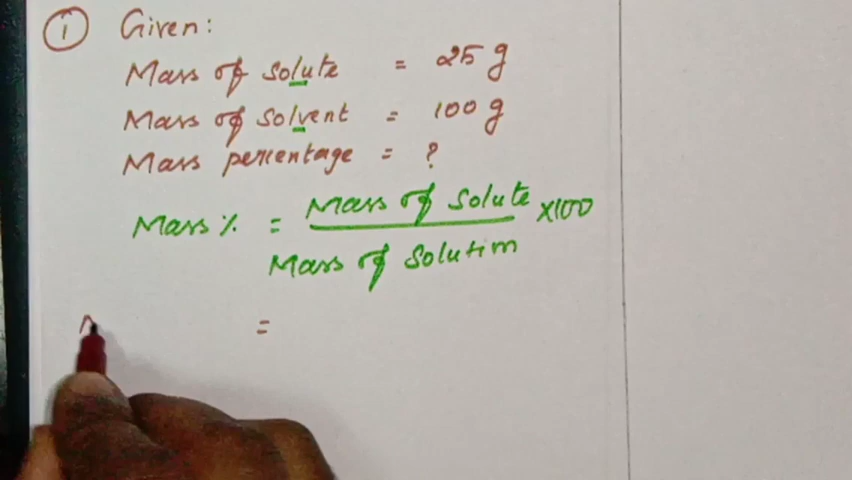 ① Given:
Mass of solute = 25 g
Mass of solvent = 100 g
Mass percentage = ?
Mass % = Mass of solute ×100
Mass of solution
=